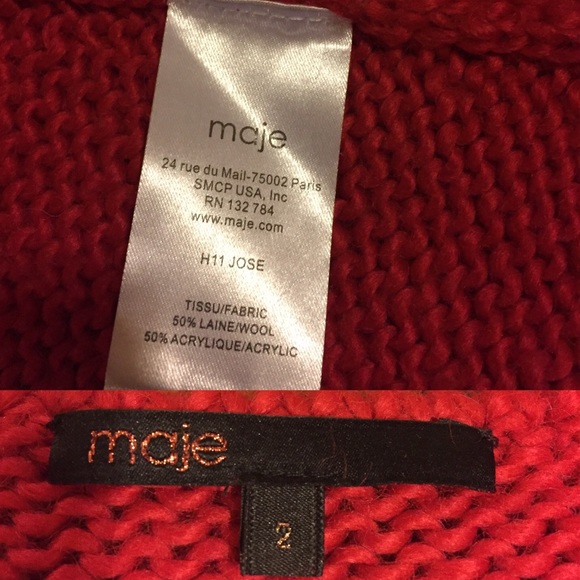 maje
24 rue du Mail-75002 Paris
SMCP USA, Inc
RN 132 784
www.maje.com
H11 JOSE
TISSU/FABRIC
50% LAINE/WOOL
50% ACRYLIQUE/ACRYLIC
maje
2